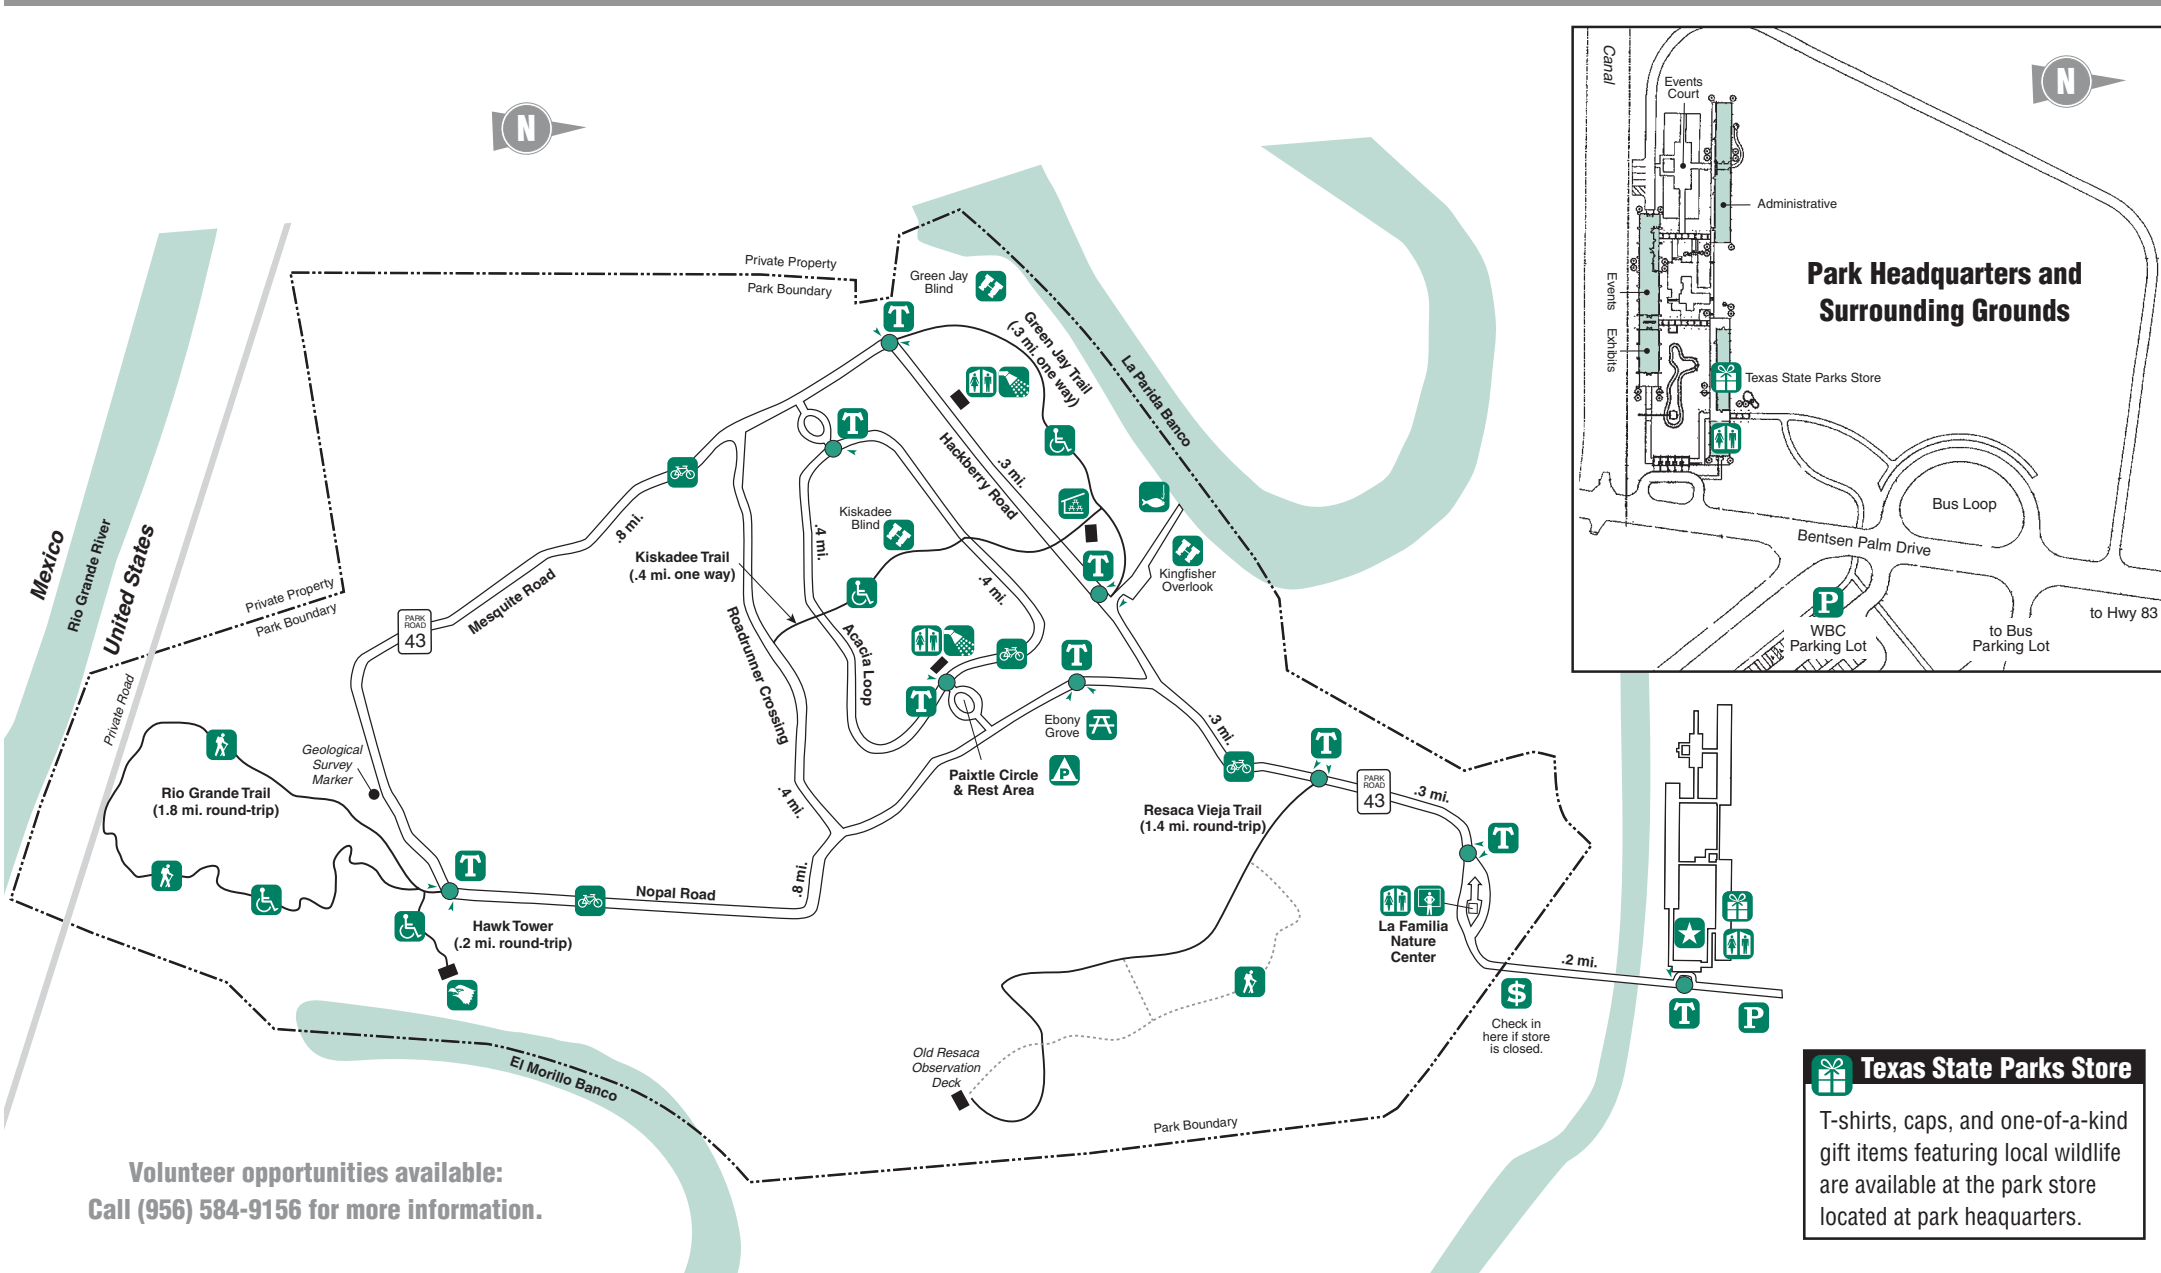 N
Private Property
Park Boundary
Green Jay
Blind
T
Green Jay Trail
(.3 mi. one way)
La Parida Banco
Hackberry Road
.3 mi.
T
Kiskadee
Blind
.4 mi.
Kiskadee Trail
(.4 mi. one way)
.4 mi.
T
Kingfisher
Overlook
.8 mi.
Mesquite Road
PARK
ROAD
43
Mexico
Rio Grande River
United States
Private Property
Park Boundary
Private Road
Roadrunner Crossing
Acacia Loop
T
T
Ebony
Grove
Paixtle Circle
& Rest Area
P
.3 mi.
T
PARK
ROAD
43
.3 mi.
Resaca Vieja Trail
(1.4 mi. round-trip)
T
Geological
Survey
Marker
Rio Grande Trail
(1.8 mi. round-trip)
.4 mi.
.8 mi.
T
Nopal Road
Hawk Tower
(.2 mi. round-trip)
La Familia
Nature
Center
.2 mi.
$
Check in
here if store
is closed.
T
P
Old Resaca
Observation
Deck
El Morillo Banco
Park Boundary
Volunteer opportunities available:
Call (956) 584-9156 for more information.
Canal
Events
Court
N
Administrative
Park Headquarters and
Surrounding Grounds
Events
Exhibits
Texas State Parks Store
Bus Loop
Bentsen Palm Drive
P
WBC
Parking Lot
to Bus
Parking Lot
to Hwy 83
Texas State Parks Store
T-shirts, caps, and one-of-a-kind
gift items featuring local wildlife
are available at the park store
located at park heaquarters.